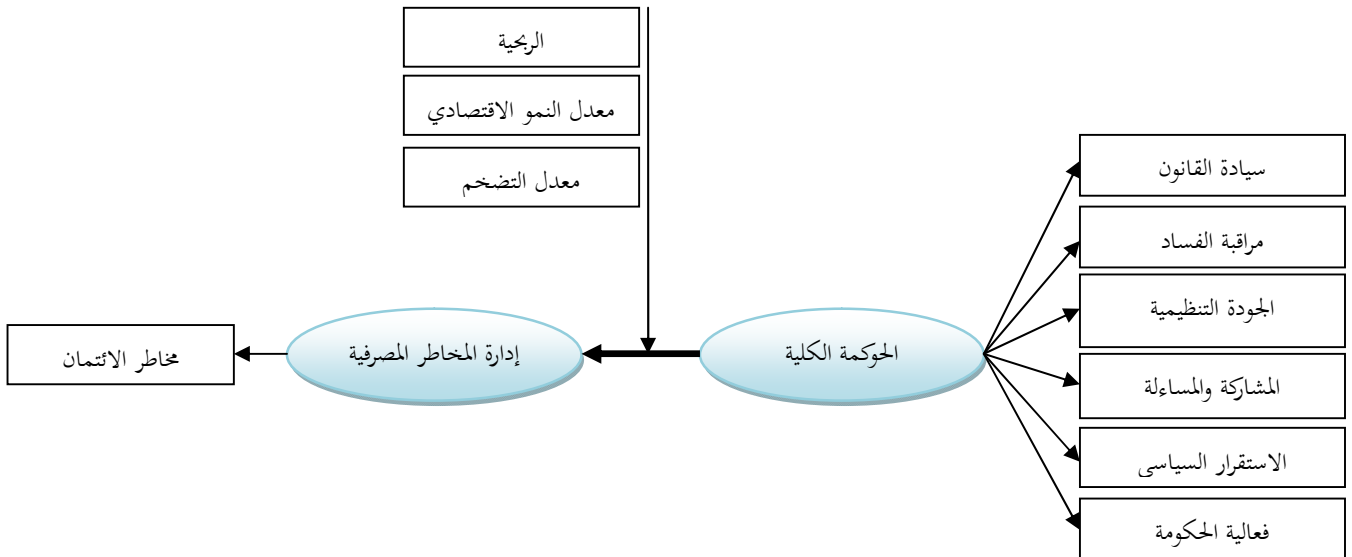 الربحية
معدل النمو الاقتصادي
معدل التضخم
سيادة القانون
مراقبة الفساد
الجودة التنظيمية
المشاركة والمساءلة
الاستقرار السياسي
فعالية الحكومة
الحوكمة الكلية
إدارة المخاطر المصرفية
مخاطر الائتمان